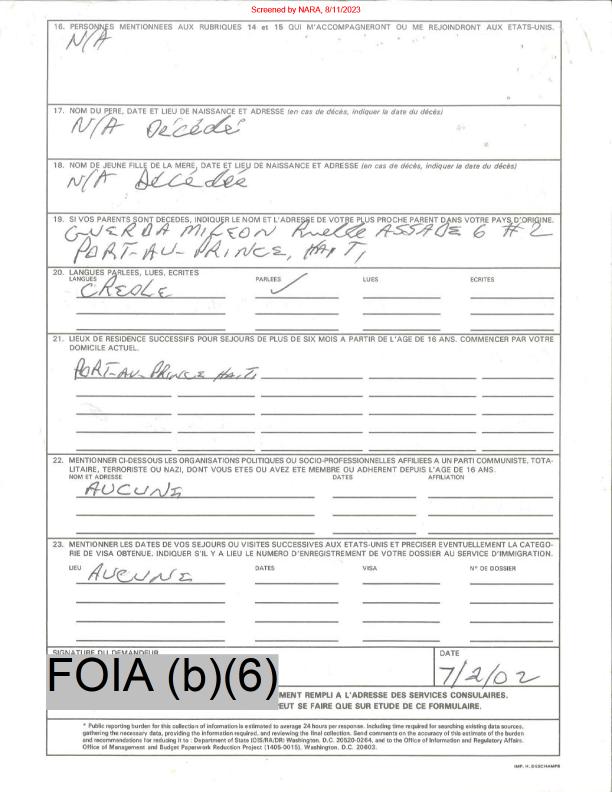 Screened by NARA, 8/11/2023
16. PERSONNES MENTIONNEES AUX RUBRIQUES 14 et 15 QUI M'ACCOMPAGNERONT OU ME REJOINDRONT AUX ETATS-UNIS.
N/A
17. NOM DU PERE, DATE ET LIEU DE NAISSANCE ET ADRESSE (en cas de décès, indiquer la date du décès)
N/A Décédé
18. NOM DE JEUNE FILLE DE LA MERE, DATE ET LIEU DE NAISSANCE ET ADRESSE (en cas de décès, indiquer la date du décès)
N/A Décédée
19. SI VOS PARENTS SONT DECEDES, INDIQUER LE NOM ET L'ADRESSE DE VOTRE PLUS PROCHE PARENT DANS VOTRE PAYS D'ORIGINE.
GUERDA Ruelle 6 #2
PORT-AU-PRINCE, HAITI
20. LANGUES PARLEES, LUES, ECRITES
LANGUES PARLEES LUES ECRITES
CREOLE ✓
21. LIEUX DE RESIDENCE SUCCESSIFS POUR SEJOURS DE PLUS DE SIX MOIS A PARTIR DE L'AGE DE 16 ANS. COMMENCER PAR VOTRE
DOMICILE ACTUEL.
PORT-AU-PRINCE HAITI
22. MENTIONNER CI-DESSOUS LES ORGANISATIONS POLITIQUES OU SOCIO-PROFESSIONNELLES AFFILIEES A UN PARTI COMMUNISTE, TOTA-
LITAIRE, TERRORISTE OU NAZI, DONT VOUS ETES OU AVEZ ETE MEMBRE OU ADHERENT DEPUIS L'AGE DE 16 ANS.
NOM ET ADRESSE DATES AFFILIATION
AUCUNE
23. MENTIONNER LES DATES DE VOS SEJOURS OU VISITES SUCCESSIVES AUX ETATS-UNIS ET PRECISER EVENTUELLEMENT LA CATEGO-
RIE DE VISA OBTENUE. INDIQUER S'IL Y A LIEU LE NUMERO D'ENREGISTREMENT DE VOTRE DOSSIER AU SERVICE D'IMMIGRATION.
LIEU DATES VISA N° DE DOSSIER
AUCUNE
SIGNATURE DU DEMANDEUR DATE
FOIA (b)(6) 7/2/02
MENT REMPLI A L'ADRESSE DES SERVICES CONSULAIRES.
PEUT SE FAIRE QUE SUR ETUDE DE CE FORMULAIRE.
* Public reporting burden for this collection of information is estimated to average 24 hours per response, including time required for searching existing data sources,
gathering the necessary data, providing the information required, and reviewing the final collection. Send comments on the accuracy of this estimate of the burden
and recommendations for reducing it to : Department of State (OIS/RA/DR) Washington, D.C. 20520-0264, and to the Office of Information and Regulatory Affairs.
Office of Management and Budget Paperwork Reduction Project (1405-0015). Washington, D.C. 20603.
IMP. H. DESCHAMPS